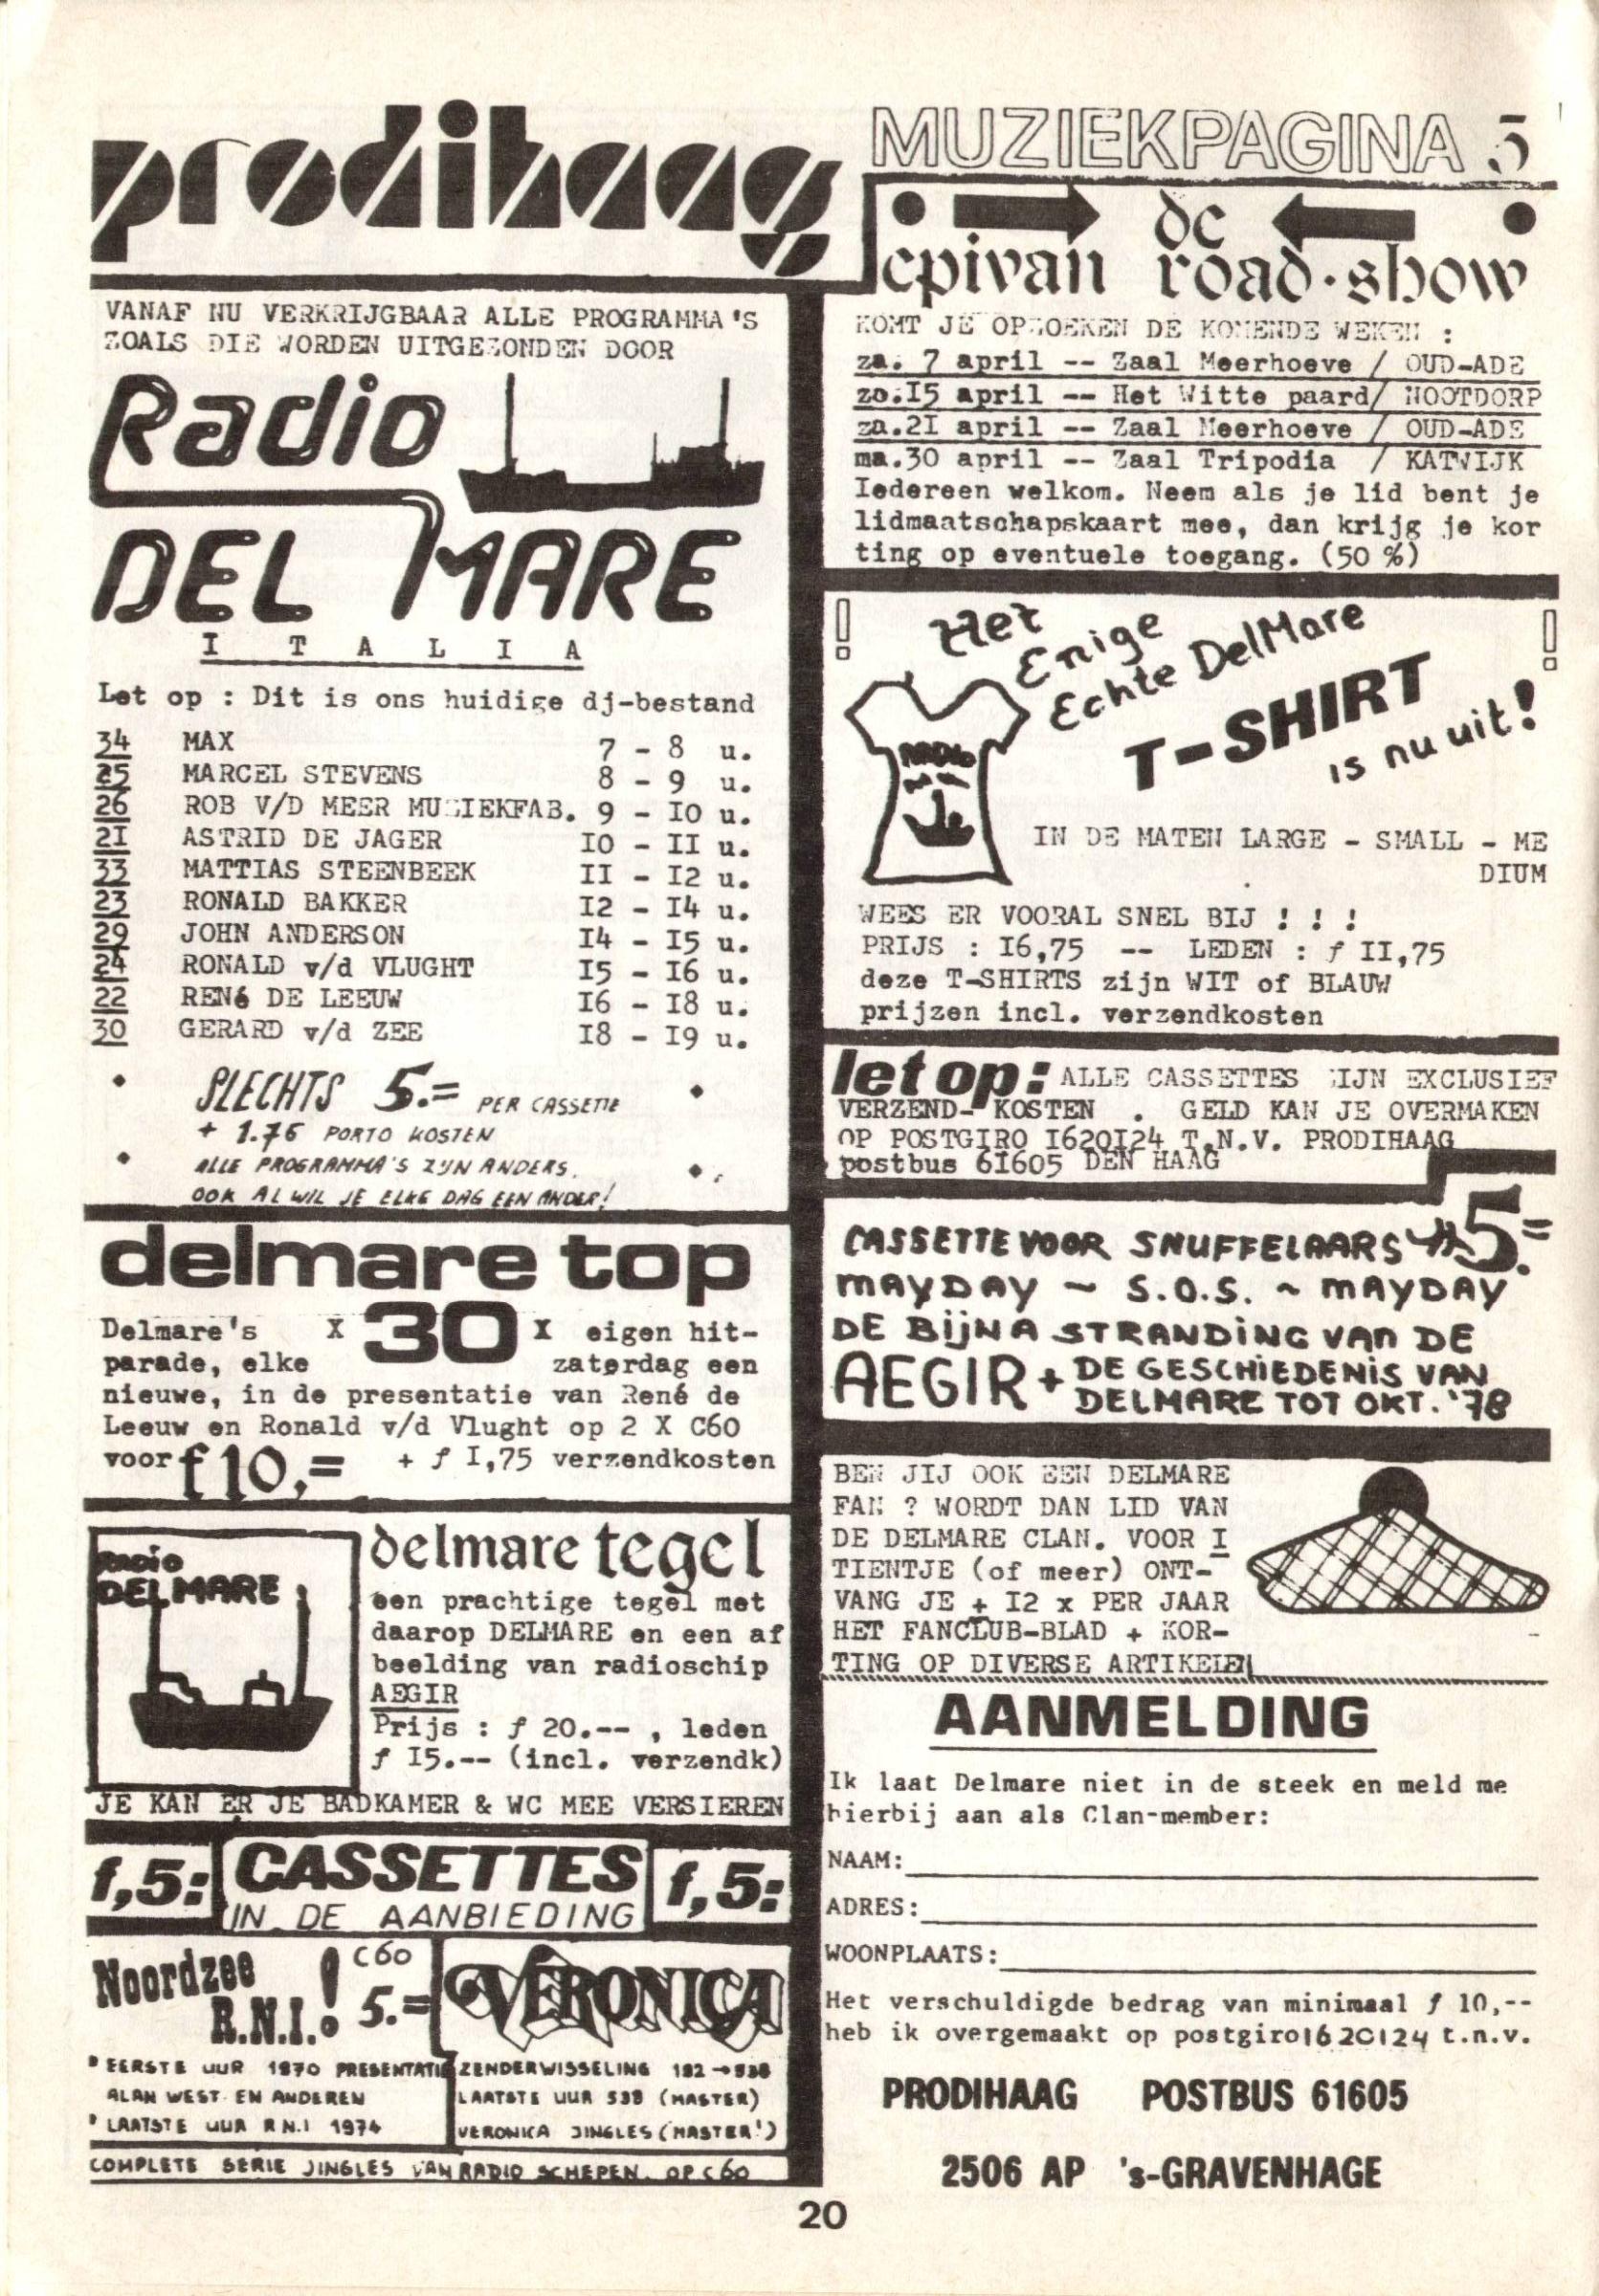 prodihaag
MUZIEKPAGINA 5
de
jepivan road·show
KOMT JE OPZOEKEN DE KOMENDE WEKEN :
za. 7 april -- Zaal Meerhoeve / OUD-ADE
zo.I5 april -- Het Witte paard/ NOOTDORP
za.2I april -- Zaal Meerhoeve / OUD-ADE
ma.30 april -- Zaal Tripodia / KATWIJK
Iedereen welkom. Neem als je lid bent je
lidmaatschapskaart mee, dan krijg je kor
ting op eventuele toegang. (50 %)
VANAF NU VERKRIJGBAAR ALLE PROGRAMMA'S
ZOALS DIE WORDEN UITGEZONDEN DOOR
Radio
DEL MARE
I T A L I A
Let op : Dit is ons huidige dj-bestand
34 MAX 7 - 8 u.
25 MARCEL STEVENS 8 - 9 u.
26 ROB V/D MEER MUZIEKFAB. 9 - IO u.
2I ASTRID DE JAGER IO - II u.
33 MATTIAS STEENBEEK II - I2 u.
23 RONALD BAKKER I2 - I4 u.
29 JOHN ANDERSON I4 - I5 u.
24 RONALD v/d VLUGHT I5 - I6 u.
22 RENé DE LEEUW I6 - I8 u.
30 GERARD v/d ZEE I8 - I9 u.
SLECHTS 5.= PER CASSETTE
+ 1.75 PORTO KOSTEN
ALLE PROGRAMMA'S ZIJN ANDERS.
OOK AL WIL JE ELKE DAG EEN ANDER!
! Het !
Enige
Echte DelMare
T-SHIRT
is nu uit!
RADIO
IN DE MATEN LARGE - SMALL - ME
DIUM
WEES ER VOORAL SNEL BIJ ! ! !
PRIJS : I6,75 -- LEDEN : ƒ II,75
deze T-SHIRTS zijn WIT of BLAUW
prijzen incl. verzendkosten
let op: ALLE CASSETTES ZIJN EXCLUSIEF
VERZEND- KOSTEN . GELD KAN JE OVERMAKEN
OP POSTGIRO I620I24 T.N.V. PRODIHAAG
postbus 6I605 DEN HAAG
CASSETTE VOOR SNUFFELAARS 5.=
MAYDAY ~ S.O.S. ~ MAYDAY
DE BIJNA STRANDING VAN DE
AEGIR + DE GESCHIEDENIS VAN
DELMARE TOT OKT. '78
delmare top
Delmare's X 30 X eigen hit-
parade, elke zaterdag een
nieuwe, in de presentatie van René de
Leeuw en Ronald v/d Vlught op 2 X C60
voor f 10,= + ƒ I,75 verzendkosten
Radio
DELMARE
delmare tegel
een prachtige tegel met
daarop DELMARE en een af
beelding van radioschip
AEGIR
Prijs : ƒ 20.-- , leden
ƒ I5.-- (incl. verzendk)
JE KAN ER JE BADKAMER & WC MEE VERSIEREN
f,5: CASSETTES f,5:
IN DE AANBIEDING
Noordzee ! C60
R.N.I. 5.=
• EERSTE UUR 1970 PRESENTATIE
ALAN WEST EN ANDEREN
• LAATSTE UUR R.N.I 1974
VERONICA
ZENDERWISSELING 192→538
LAATSTE UUR 538 (MASTER)
VERONICA JINGLES (MASTER!)
COMPLETE SERIE JINGLES VAN RADIO SCHEPEN. OP C60
BEN JIJ OOK EEN DELMARE
FAN ? WORDT DAN LID VAN
DE DELMARE CLAN. VOOR I
TIENTJE (of meer) ONT-
VANG JE + I2 x PER JAAR
HET FANCLUB-BLAD + KOR-
TING OP DIVERSE ARTIKELEN
AANMELDING
Ik laat Delmare niet in de steek en meld me
hierbij aan als Clan-member:
NAAM:
ADRES:
WOONPLAATS:
Het verschuldigde bedrag van minimaal ƒ 10,--
heb ik overgemaakt op postgiro1620124 t.n.v.
PRODIHAAG POSTBUS 61605
2506 AP 's-GRAVENHAGE
20